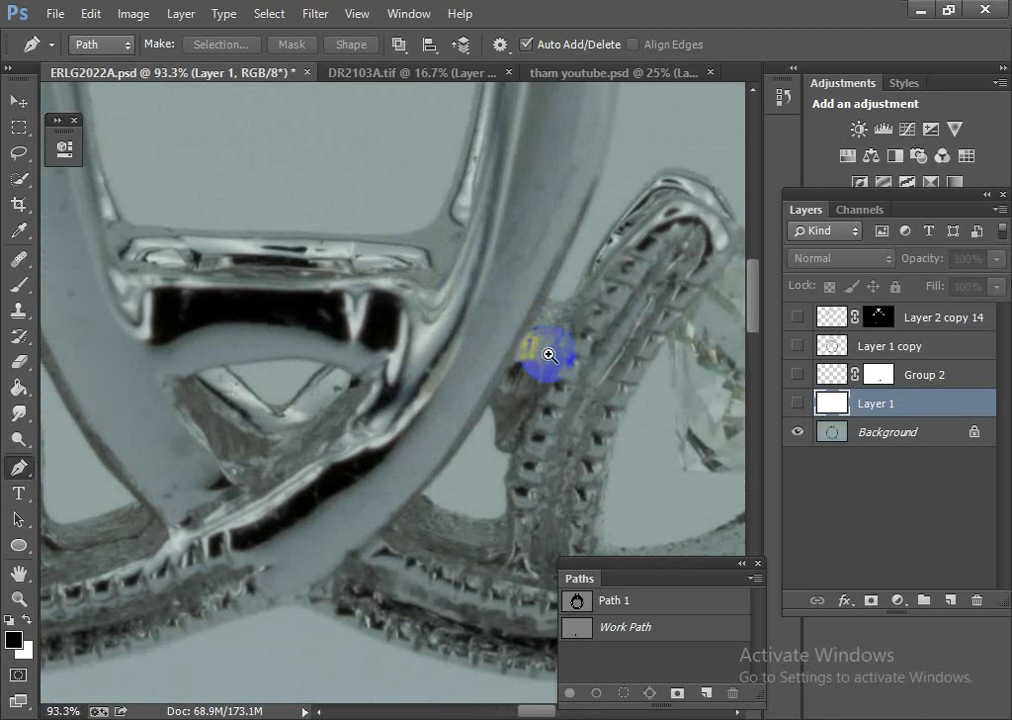 Ps File Edit Image Layer Type Select Filter View Window Help
Path Make: Selection... Mask Shape Auto Add/Delete Align Edges
ERLG2022A.psd @ 93.3% (Layer 1, RGB/8*) * DR2103A.tif @ 16.7% (Layer ... tham youtube.psd @ 25% (La...
Adjustments Styles
Add an adjustment
Layers Channels
Kind
Normal Opacity: 100%
Lock: Fill: 100%
Layer 2 copy 14
Layer 1 copy
Group 2
Layer 1
Background
Paths
Path 1
Work Path
Activate Windows
Go to Settings to activate Windows.
93.3% Doc: 68.9M/173.1M